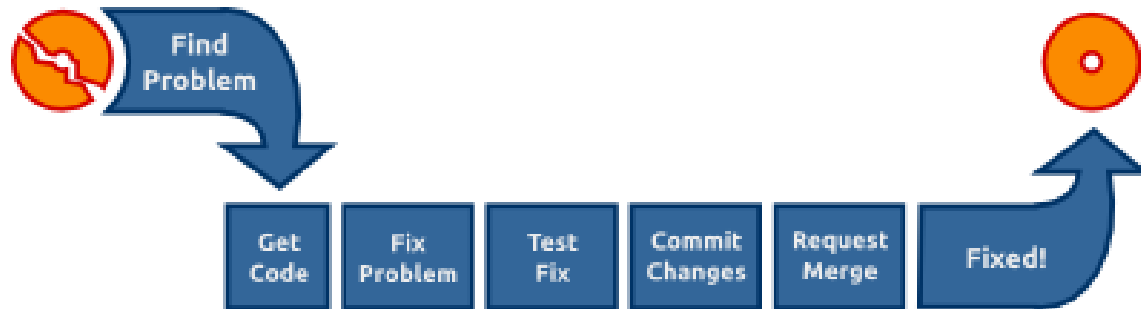 Find
Problem
Get
Code
Fix
Problem
Test
Fix
Commit
Changes
Request
Merge
Fixed!